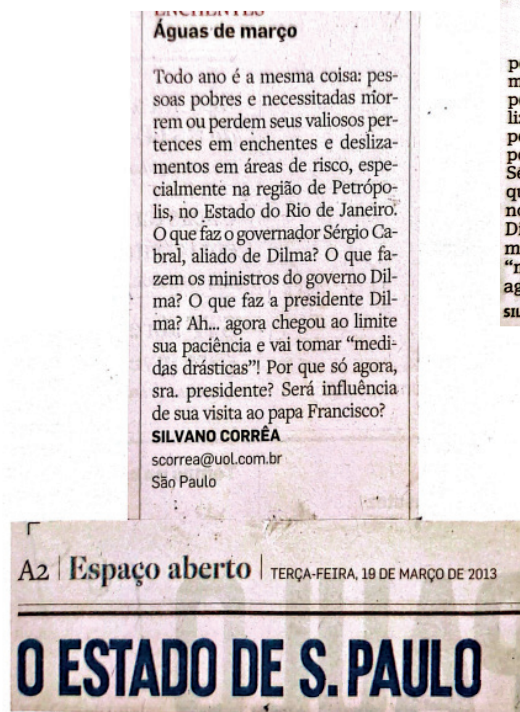 ENCHENTES
Águas de março
Todo ano é a mesma coisa: pes-
soas pobres e necessitadas mor-
rem ou perdem seus valiosos per-
tences em enchentes e desliza-
mentos em áreas de risco, espe-
cialmente na região de Petrópo-
lis, no Estado do Rio de Janeiro.
O que faz o governador Sérgio Ca-
bral, aliado de Dilma? O que fa-
zem os ministros do governo Dil-
ma? O que faz a presidente Dil-
ma? Ah... agora chegou ao limite
sua paciência e vai tomar “medi-
das drásticas”! Por que só agora,
sra. presidente? Será influência
de sua visita ao papa Francisco?
SILVANO CORRÊA
scorrea@uol.com.br
São Paulo
A2 | Espaço aberto | TERÇA-FEIRA, 19 DE MARÇO DE 2013
O ESTADO DE S. PAULO